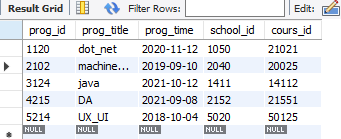 Result Grid Filter Rows: Edit:
prog_id prog_title prog_time school_id cours_id
1120 dot_net 2020-11-12 1050 21021
2102 machine... 2019-09-10 2040 20025
3124 java 2021-10-12 1411 14112
4215 DA 2021-09-08 2152 21551
5214 UX_UI 2018-10-04 5020 50125
NULL NULL NULL NULL NULL